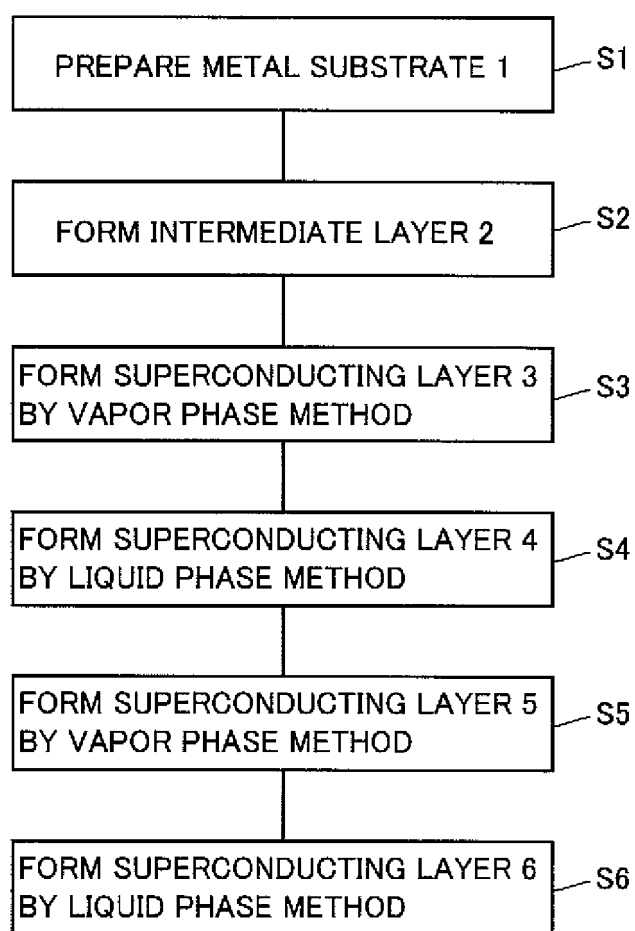 PREPARE METAL SUBSTRATE 1
S1
FORM INTERMEDIATE LAYER 2
S2
FORM SUPERCONDUCTING LAYER 3
BY VAPOR PHASE METHOD
S3
FORM SUPERCONDUCTING LAYER 4
BY LIQUID PHASE METHOD
S4
FORM SUPERCONDUCTING LAYER 5
BY VAPOR PHASE METHOD
S5
FORM SUPERCONDUCTING LAYER 6
BY LIQUID PHASE METHOD
S6